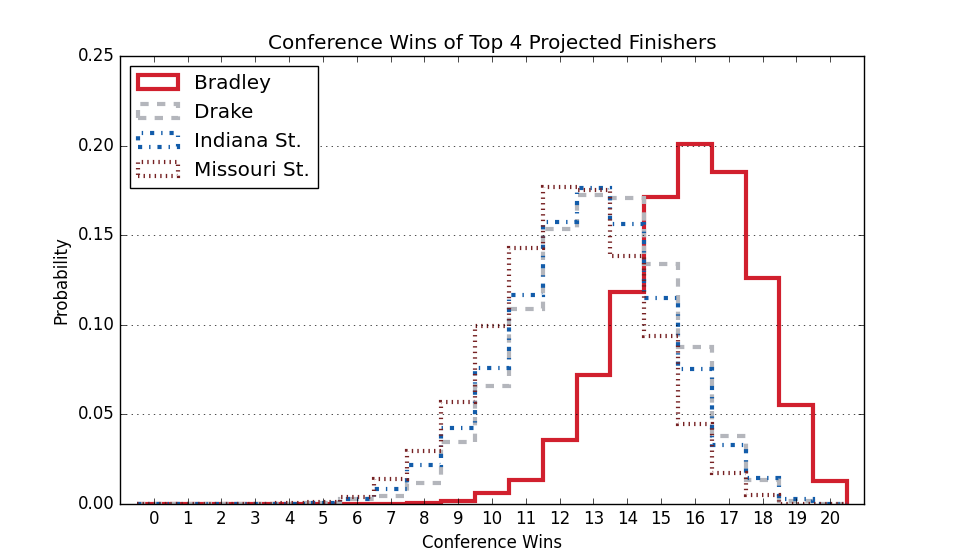 Conference Wins of Top 4 Projected Finishers
0.25
0.20
0.15
0.10
0.05
0.00
Probability
Bradley
Drake
Indiana St.
Missouri St.
0 1 2 3 4 5 6 7 8 9 10 11 12 13 14 15 16 17 18 19 20
Conference Wins